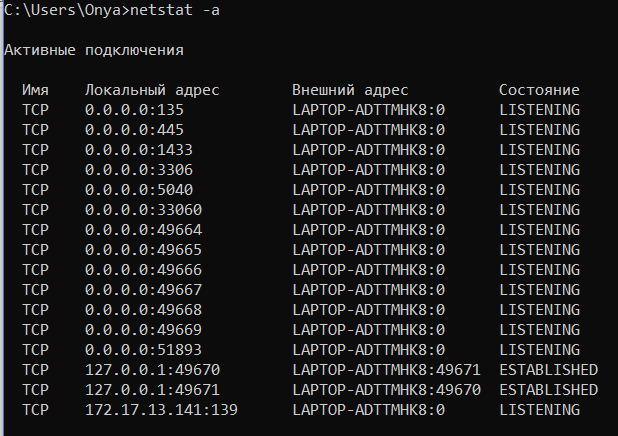 C:\Users\Onya>netstat -a
Активные подключения
Имя Локальный адрес Внешний адрес Состояние
TCP 0.0.0.0:135 LAPTOP-ADTTMHK8:0 LISTENING
TCP 0.0.0.0:445 LAPTOP-ADTTMHK8:0 LISTENING
TCP 0.0.0.0:1433 LAPTOP-ADTTMHK8:0 LISTENING
TCP 0.0.0.0:3306 LAPTOP-ADTTMHK8:0 LISTENING
TCP 0.0.0.0:5040 LAPTOP-ADTTMHK8:0 LISTENING
TCP 0.0.0.0:33060 LAPTOP-ADTTMHK8:0 LISTENING
TCP 0.0.0.0:49664 LAPTOP-ADTTMHK8:0 LISTENING
TCP 0.0.0.0:49665 LAPTOP-ADTTMHK8:0 LISTENING
TCP 0.0.0.0:49666 LAPTOP-ADTTMHK8:0 LISTENING
TCP 0.0.0.0:49667 LAPTOP-ADTTMHK8:0 LISTENING
TCP 0.0.0.0:49668 LAPTOP-ADTTMHK8:0 LISTENING
TCP 0.0.0.0:49669 LAPTOP-ADTTMHK8:0 LISTENING
TCP 0.0.0.0:51893 LAPTOP-ADTTMHK8:0 LISTENING
TCP 127.0.0.1:49670 LAPTOP-ADTTMHK8:49671 ESTABLISHED
TCP 127.0.0.1:49671 LAPTOP-ADTTMHK8:49670 ESTABLISHED
TCP 172.17.13.141:139 LAPTOP-ADTTMHK8:0 LISTENING